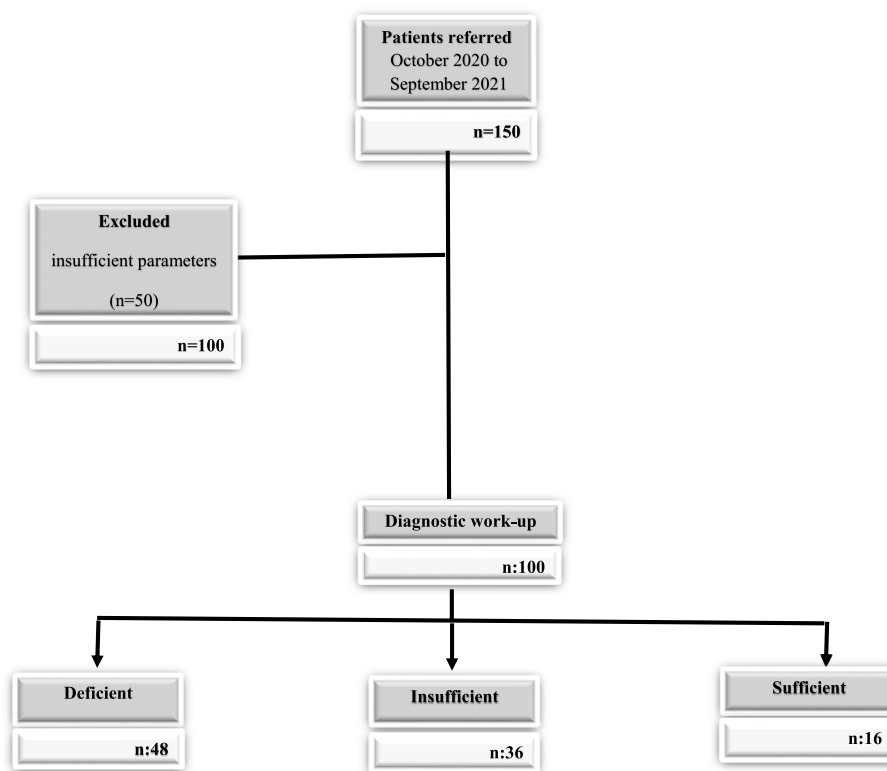 Patients referred
October 2020 to
September 2021
n=150
Excluded
insufficient parameters
(n=50)
n=100
Diagnostic work-up
n:100
Deficient
n:48
Insufficient
n:36
Sufficient
n:16